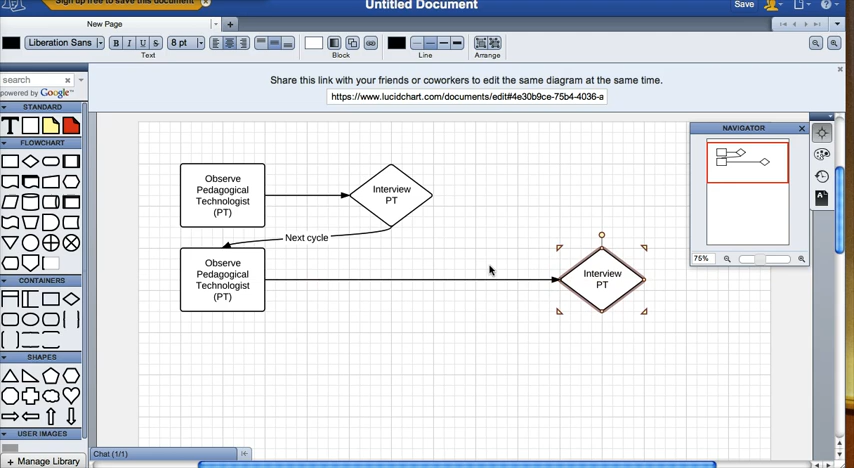 Sign up free to save this document
Untitled Document
Save
New Page
Liberation Sans
B I U S
8 pt
Text
Block
Line
Arrange
search
powered by Google™
Share this link with your friends or coworkers to edit the same diagram at the same time.
https://www.lucidchart.com/documents/edit#4e30b9ce-75b4-4036-a
STANDARD
T
FLOWCHART
CONTAINERS
SHAPES
USER IMAGES
+ Manage Library
Observe
Pedagogical
Technologist
(PT)
Interview
PT
Next cycle
Observe
Pedagogical
Technologist
(PT)
Interview
PT
NAVIGATOR
75%
A
Chat (1/1)